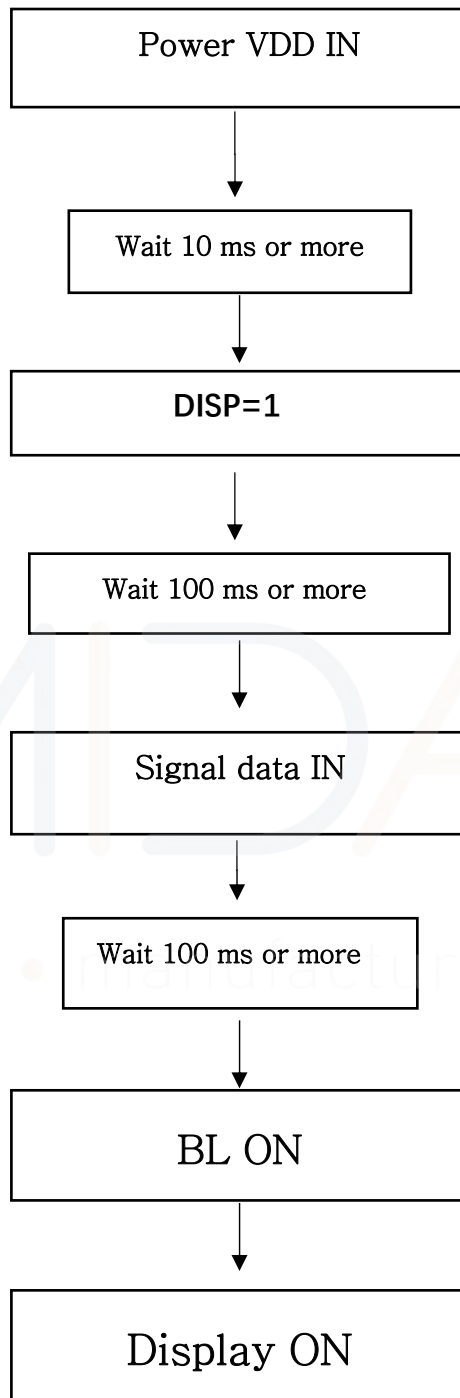 Power VDD IN
Wait 10 ms or more
DISP=1
Wait 100 ms or more
Signal data IN
Wait 100 ms or more
• manufactur
BL ON
Display ON